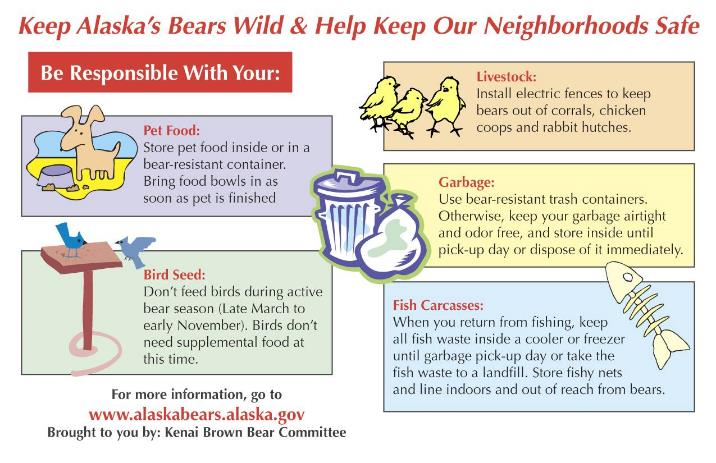 Keep Alaska's Bears Wild & Help Keep Our Neighborhoods Safe
Be Responsible With Your:
Pet Food:
Store pet food inside or in a
bear-resistant container.
Bring food bowls in as
soon as pet is finished
Bird Seed:
Don't feed birds during active
bear season (Late March to
early November). Birds don't
need supplemental food at
this time.
Livestock:
Install electric fences to keep
bears out of corrals, chicken
coops and rabbit hutches.
Garbage:
Use bear-resistant trash containers.
Otherwise, keep your garbage airtight
and odor free, and store inside until
pick-up day or dispose of it immediately.
Fish Carcasses:
When you return from fishing, keep
all fish waste inside a cooler or freezer
until garbage pick-up day or take the
fish waste to a landfill. Store fishy nets
and line indoors and out of reach from bears.
For more information, go to
www.alaskabears.alaska.gov
Brought to you by: Kenai Brown Bear Committee